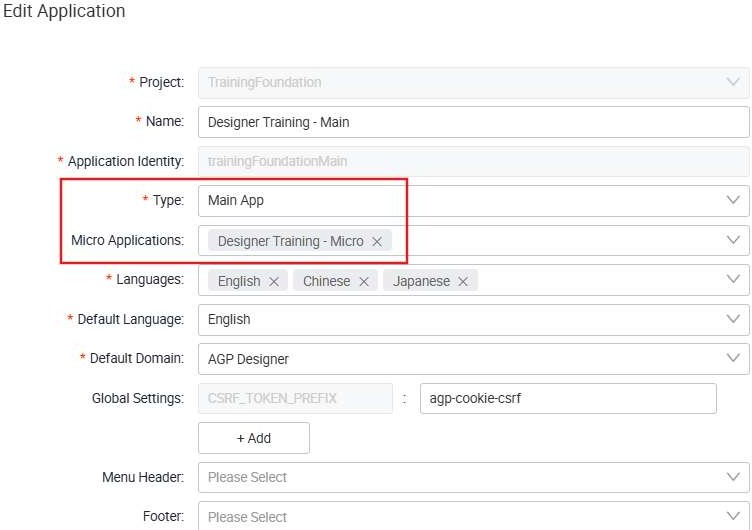 Edit Application
* Project: TrainingFoundation
* Name: Designer Training - Main
* Application Identity: trainingFoundationMain
* Type: Main App
Micro Applications: Designer Training - Micro ×
* Languages: English × Chinese × Japanese ×
* Default Language: English
* Default Domain: AGP Designer
Global Settings: CSRF_TOKEN_PREFIX : agp-cookie-csrf
+ Add
Menu Header: Please Select
Footer: Please Select